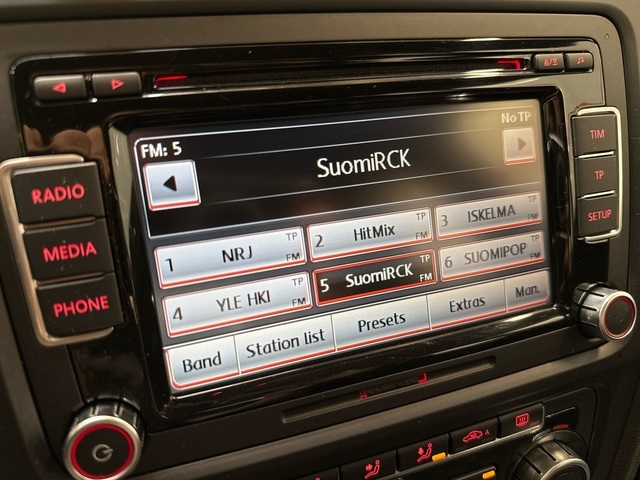 No TP
FM: 5
SuomiRCK
TIM
TP
SETUP
RADIO
MEDIA
PHONE
1 NRJ TP FM
2 HitMix TP FM
3 ISKELMA TP FM
4 YLE HKI TP FM
5 SuomiRCK TP FM
6 SUOMIPOP TP FM
Band Station list Presets Extras Man.